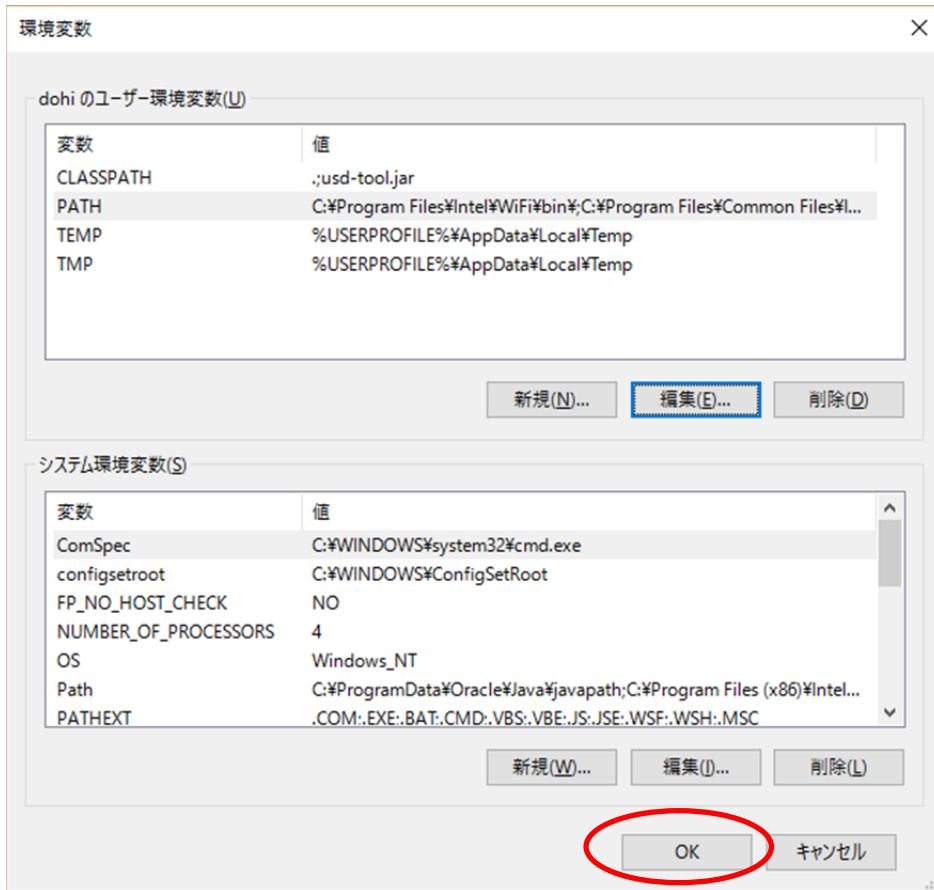 環境変数
dohi のユーザー環境変数(U)
変数 値
CLASSPATH .;usd-tool.jar
PATH C:¥Program Files¥Intel¥WiFi¥bin¥;C:¥Program Files¥Common Files¥I...
TEMP %USERPROFILE%¥AppData¥Local¥Temp
TMP %USERPROFILE%¥AppData¥Local¥Temp
新規(N)... 編集(E)... 削除(D)
システム環境変数(S)
変数 値
ComSpec C:¥WINDOWS¥system32¥cmd.exe
configsetroot C:¥WINDOWS¥ConfigSetRoot
FP_NO_HOST_CHECK NO
NUMBER_OF_PROCESSORS 4
OS Windows_NT
Path C:¥ProgramData¥Oracle¥Java¥javapath;C:¥Program Files (x86)¥Intel...
PATHEXT .COM;.EXE;.BAT;.CMD;.VBS;.VBE;.JS;.JSE;.WSF;.WSH;.MSC
新規(W)... 編集(I)... 削除(L)
OK キャンセル